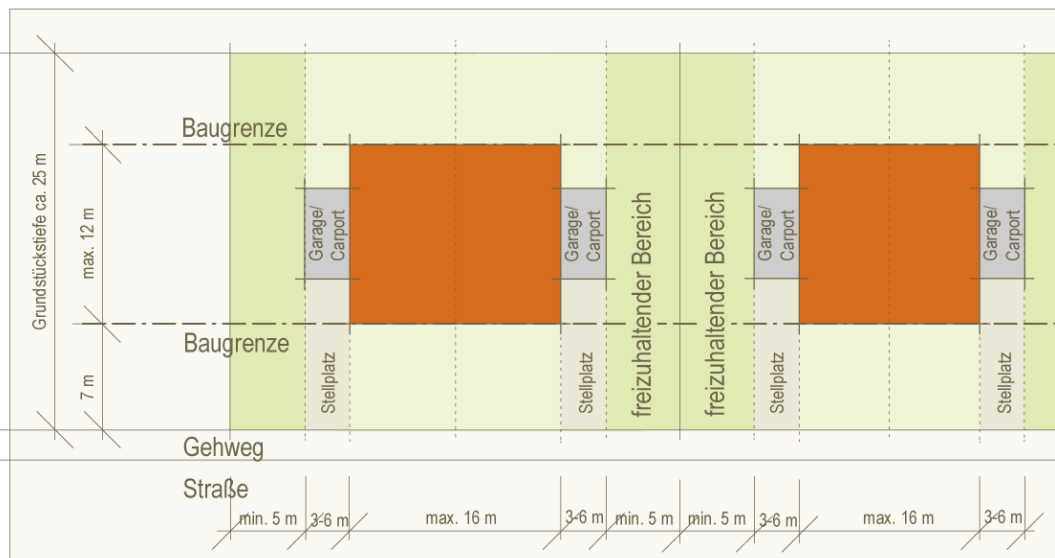 Baugrenze
Grundstückstiefe ca. 25 m
max. 12 m
7 m
Garage/
Carport
Garage/
Carport
freizuhaltender Bereich
freizuhaltender Bereich
Garage/
Carport
Garage/
Carport
Baugrenze
Stellplatz
Stellplatz
Stellplatz
Stellplatz
Gehweg
Straße
min. 5 m
3-6 m
max. 16 m
3-6 m
min. 5 m
min. 5 m
3-6 m
max. 16 m
3-6 m